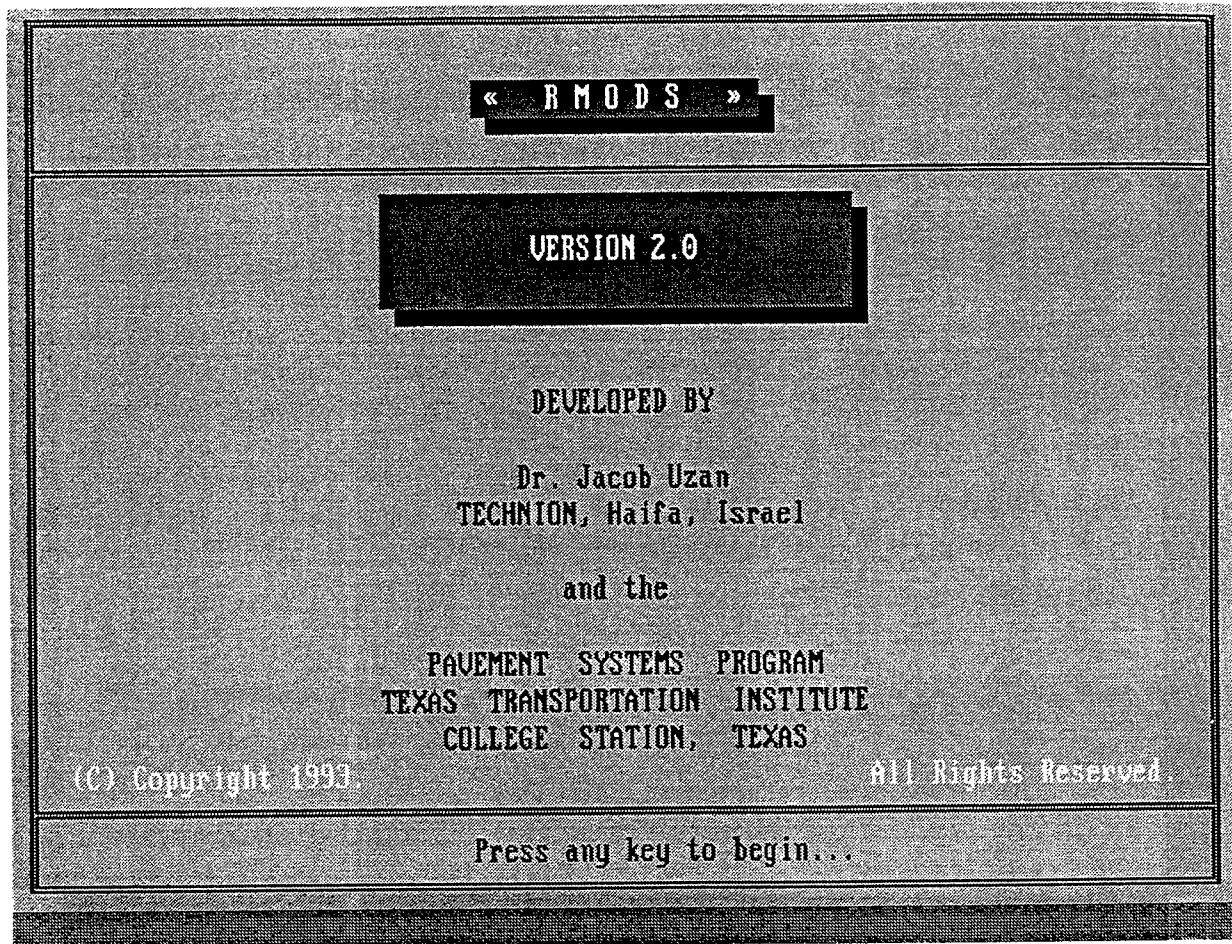 « R M O D S »
VERSION 2.0
DEVELOPED BY
Dr. Jacob Uzan
TECHNION, Haifa, Israel
and the
PAVEMENT SYSTEMS PROGRAM
TEXAS TRANSPORTATION INSTITUTE
COLLEGE STATION, TEXAS
(C) Copyright 1993. All Rights Reserved.
Press any key to begin...